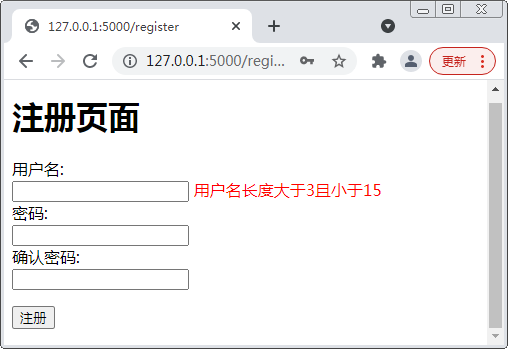 127.0.0.1:5000/register
127.0.0.1:5000/regi...
更新
注册页面
用户名:
用户名长度大于3且小于15
密码:
确认密码:
注册